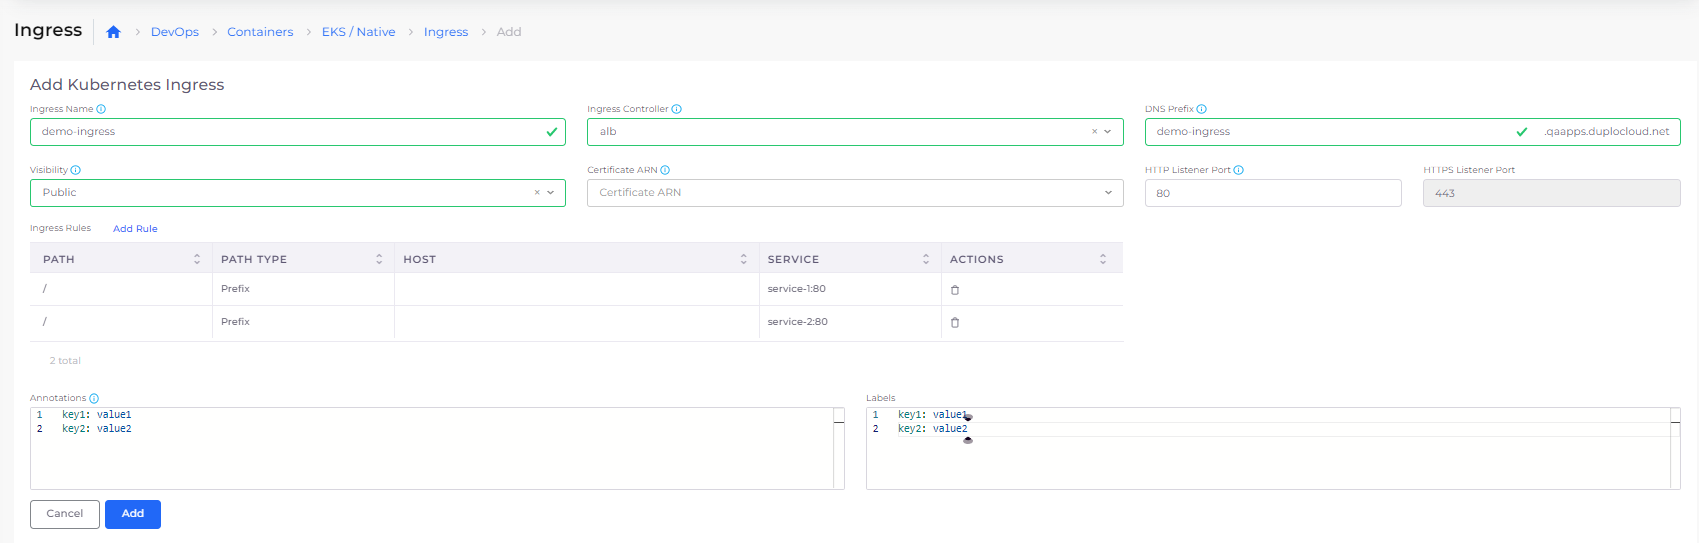 Ingress DevOps Containers EKS / Native Ingress Add
Add Kubernetes Ingress
Ingress Name Ingress Controller DNS Prefix
demo-ingress alb demo-ingress .qaapps.duplocloud.net
Visibility Certificate ARN HTTP Listener Port HTTPS Listener Port
Public Certificate ARN 80 443
Ingress Rules Add Rule
PATH PATH TYPE HOST SERVICE ACTIONS
/ Prefix service-1:80
/ Prefix service-2:80
2 total
Annotations Labels
1 key1: value1 1 key1: value1
2 key2: value2 2 key2: value2
Cancel Add